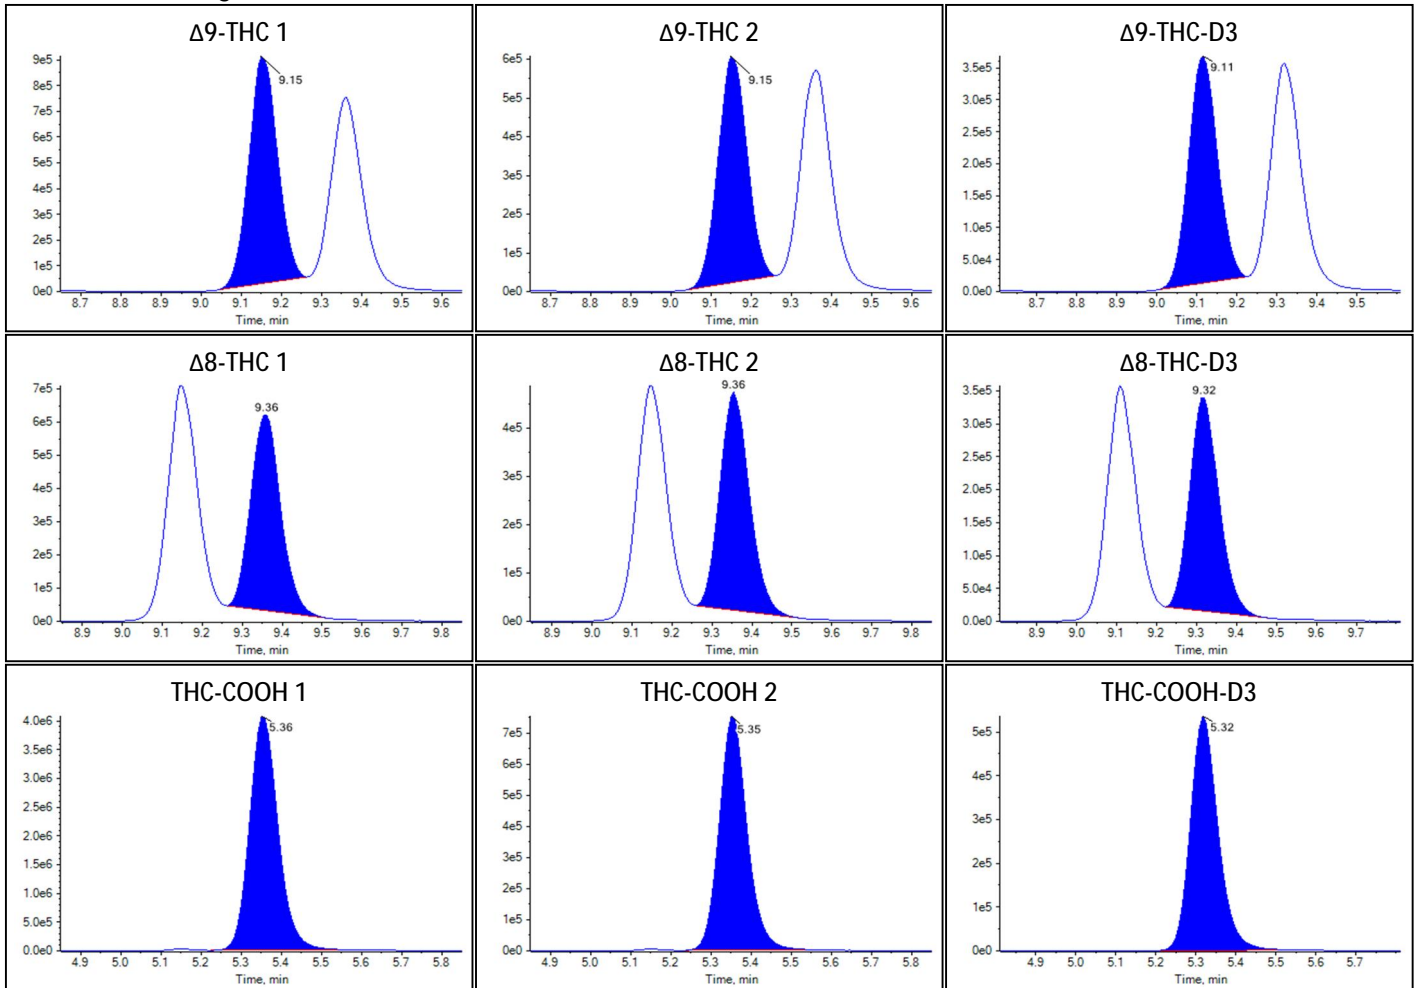 Δ9-THC 1
9e5
8e5
7e5
6e5
5e5
4e5
3e5
2e5
1e5
0e0
9.15
8.7 8.8 8.9 9.0 9.1 9.2 9.3 9.4 9.5 9.6
Time, min
Δ9-THC 2
6e5
5e5
4e5
3e5
2e5
1e5
0e0
9.15
8.7 8.8 8.9 9.0 9.1 9.2 9.3 9.4 9.5 9.6
Time, min
Δ9-THC-D3
3.5e5
3.0e5
2.5e5
2.0e5
1.5e5
1.0e5
5.0e4
0.0e0
9.11
8.7 8.8 8.9 9.0 9.1 9.2 9.3 9.4 9.5
Time, min
Δ8-THC 1
7e5
6e5
5e5
4e5
3e5
2e5
1e5
0e0
9.36
8.9 9.0 9.1 9.2 9.3 9.4 9.5 9.6 9.7 9.8
Time, min
Δ8-THC 2
4e5
3e5
2e5
1e5
0e0
9.36
8.9 9.0 9.1 9.2 9.3 9.4 9.5 9.6 9.7 9.8
Time, min
Δ8-THC-D3
3.5e5
3.0e5
2.5e5
2.0e5
1.5e5
1.0e5
5.0e4
0.0e0
9.32
8.9 9.0 9.1 9.2 9.3 9.4 9.5 9.6 9.7
Time, min
THC-COOH 1
4.0e6
3.5e6
3.0e6
2.5e6
2.0e6
1.5e6
1.0e6
5.0e5
0.0e0
5.36
4.9 5.0 5.1 5.2 5.3 5.4 5.5 5.6 5.7 5.8
Time, min
THC-COOH 2
7e5
6e5
5e5
4e5
3e5
2e5
1e5
0e0
5.35
4.9 5.0 5.1 5.2 5.3 5.4 5.5 5.6 5.7 5.8
Time, min
THC-COOH-D3
5e5
4e5
3e5
2e5
1e5
0e0
5.32
4.9 5.0 5.1 5.2 5.3 5.4 5.5 5.6 5.7
Time, min